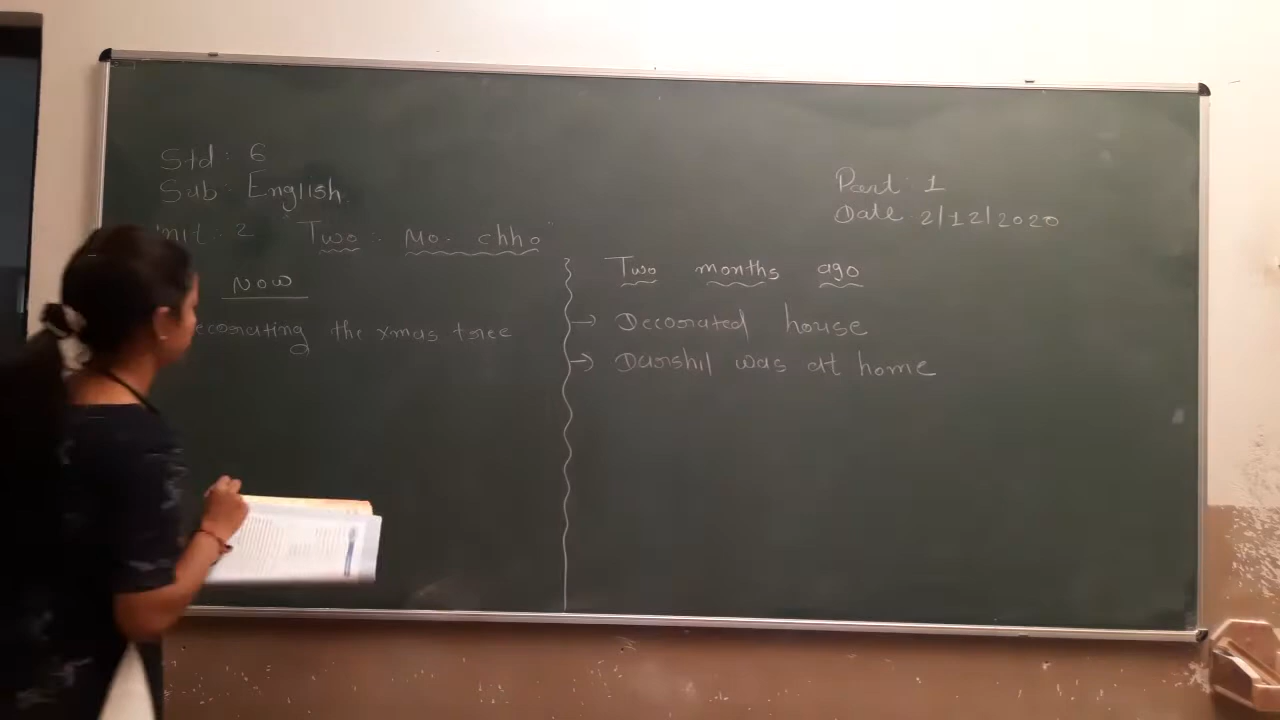 Std : 6
Sub : English
Unit : 2 "Two : Mo. chho"
Part : 1
Date 2/12/2020
Now
ecorating the xmas tree
Two months ago
→ Decorated house
→ Darshil was at home